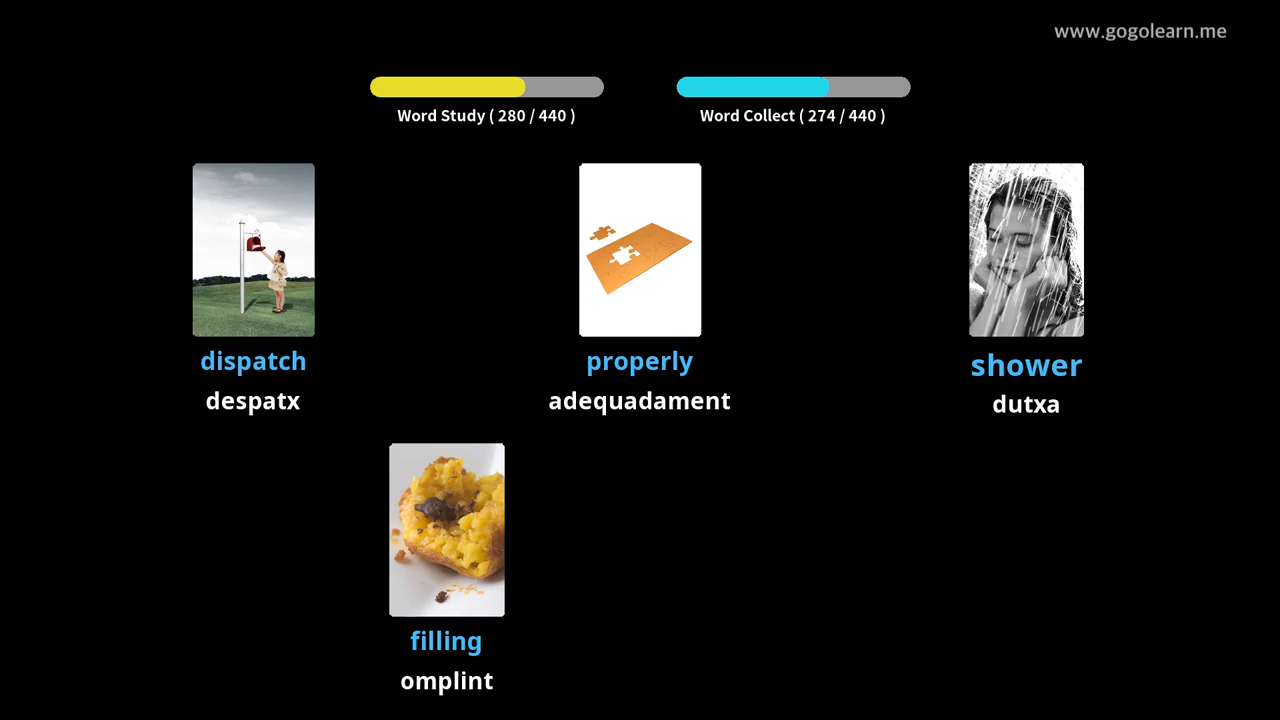 www.gogolearn.me
Word Study ( 280 / 440 )
Word Collect ( 274 / 440 )
dispatch
despatx
properly
adequadament
shower
dutxa
filling
omplint